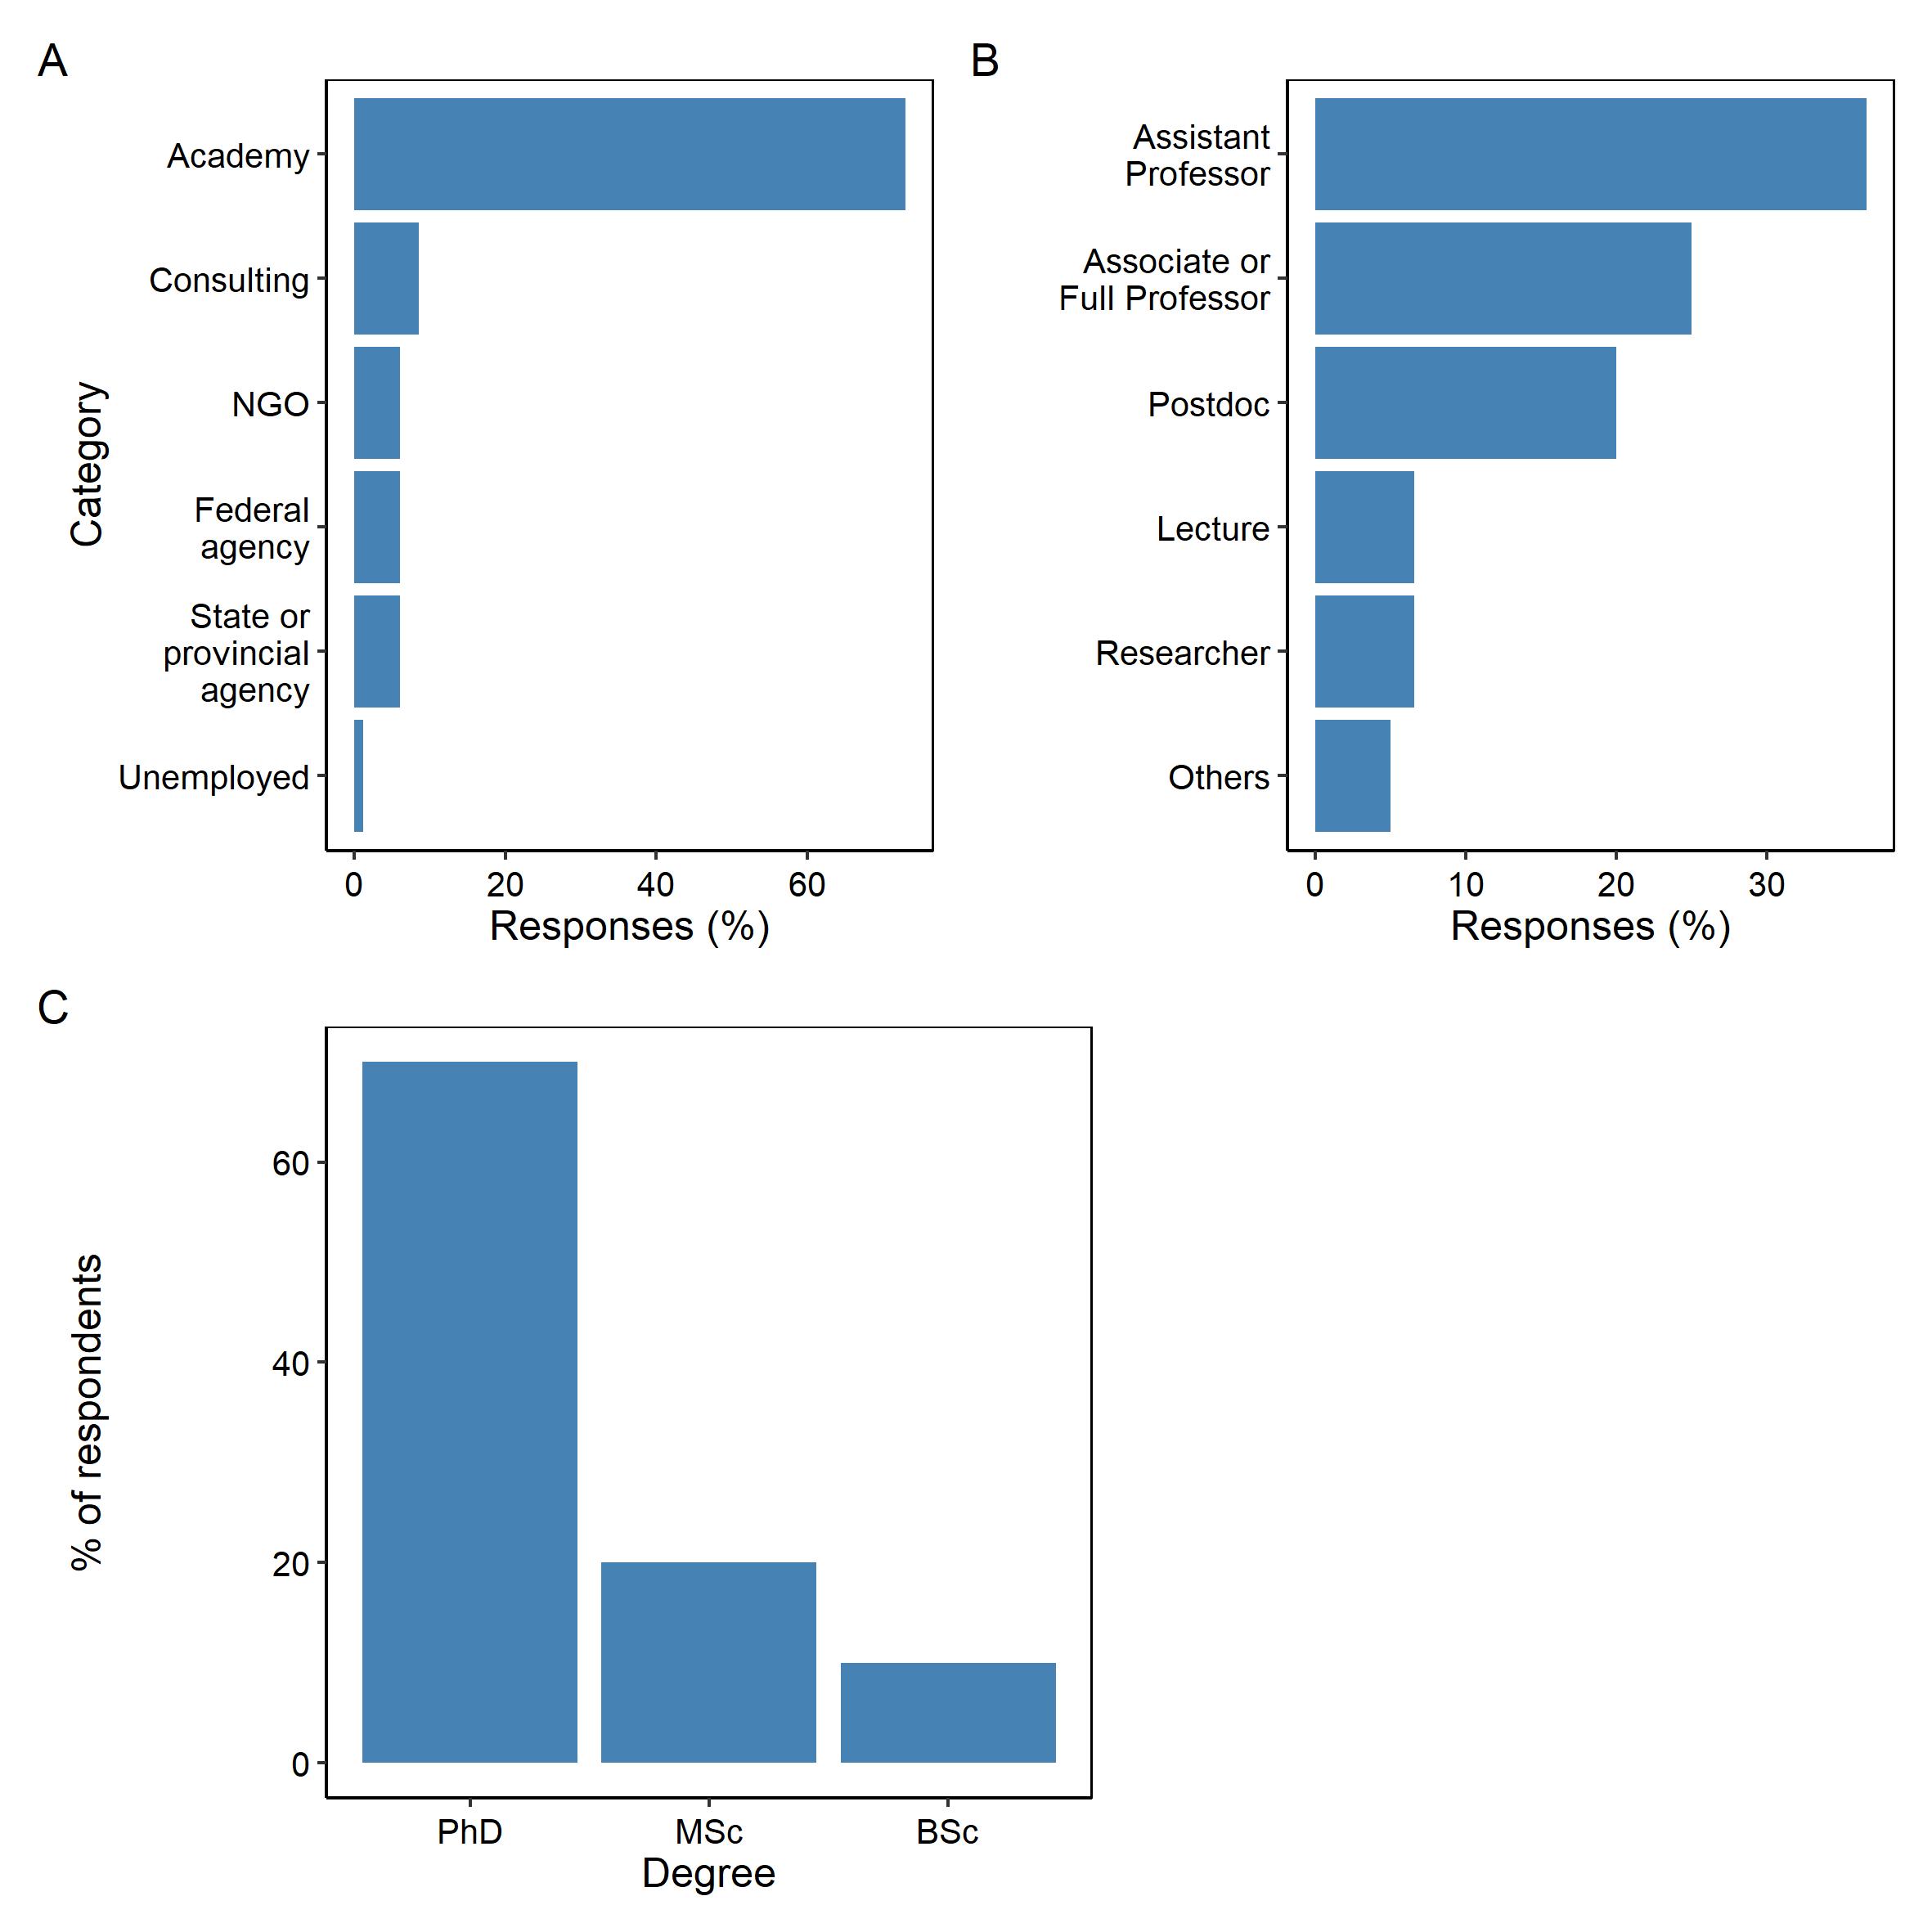 A
Category
Academy
Consulting
NGO
Federal
agency
State or
provincial
agency
Unemployed
0 20 40 60
Responses (%)
B
Assistant
Professor
Associate or
Full Professor
Postdoc
Lecture
Researcher
Others
0 10 20 30
Responses (%)
C
% of respondents
60
40
20
0
PhD MSc BSc
Degree